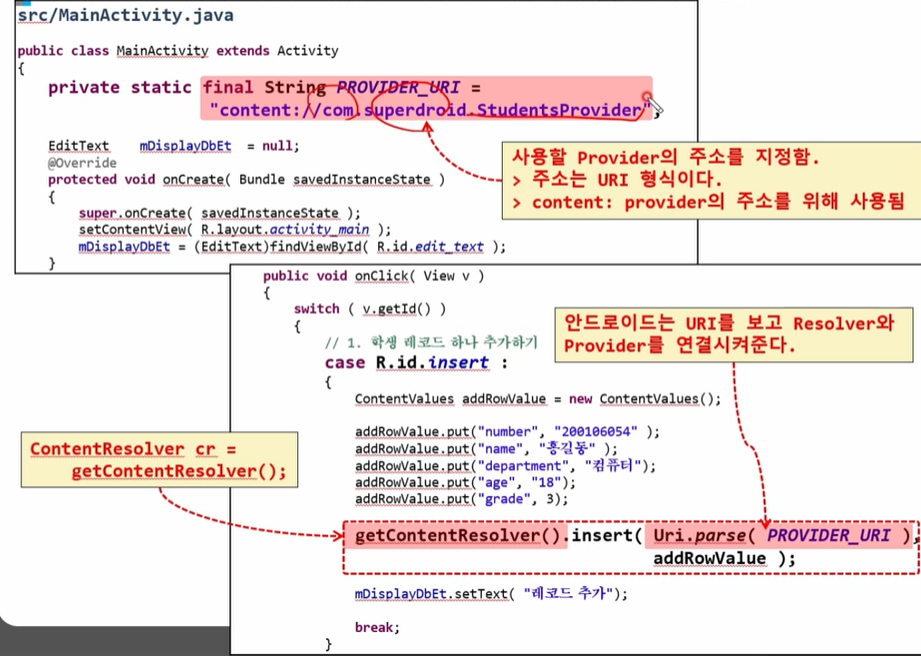 src/MainActivity.java
public class MainActivity extends Activity
{
private static final String PROVIDER_URI =
"content://com.superdroid.StudentsProvider";
EditText mDisplayDbEt = null;
@Override
protected void onCreate( Bundle savedInstanceState )
{
super.onCreate( savedInstanceState );
setContentView( R.layout.activity_main );
mDisplayDbEt = (EditText)findViewById( R.id.edit_text );
}
사용할 Provider의 주소를 지정함.
> 주소는 URI 형식이다.
> content: provider의 주소를 위해 사용됨
public void onClick( View v )
{
switch ( v.getId() )
{
// 1. 학생 레코드 하나 추가하기
case R.id.insert :
{
ContentValues addRowValue = new ContentValues();
addRowValue.put("number", "200106054" );
addRowValue.put("name", "홍길동" );
addRowValue.put("department", "컴퓨터");
addRowValue.put("age", "18");
addRowValue.put("grade", 3);
getContentResolver().insert( Uri.parse( PROVIDER_URI ),
addRowValue );
mDisplayDbEt.setText( "레코드 추가");
break;
}
안드로이드는 URI를 보고 Resolver와
Provider를 연결시켜준다.
ContentResolver cr =
getContentResolver();